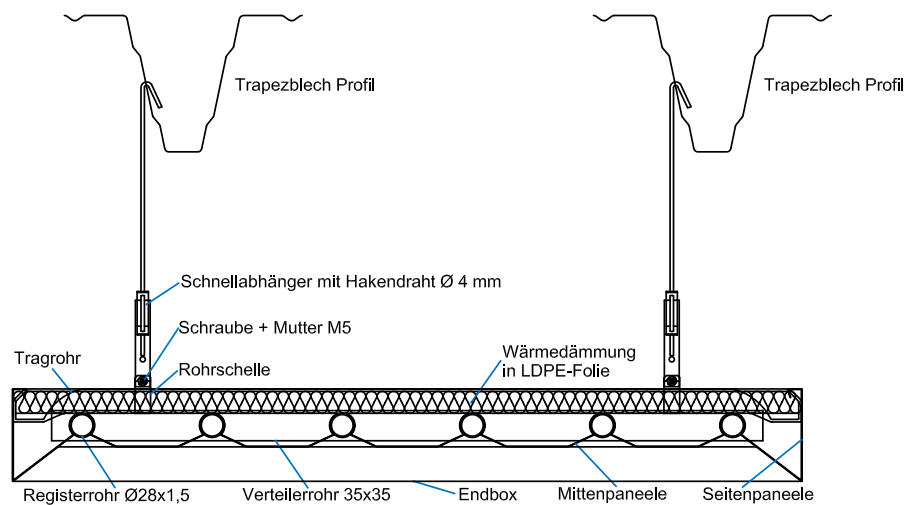 Trapezblech Profil
Trapezblech Profil
Schnellabhänger mit Hakendraht Ø 4 mm
Schraube + Mutter M5
Tragrohr
Rohrschelle
Wärmedämmung
in LDPE-Folie
Registerrohr Ø28x1,5
Verteilerrohr 35x35
Endbox
Mittenpaneele
Seitenpaneele